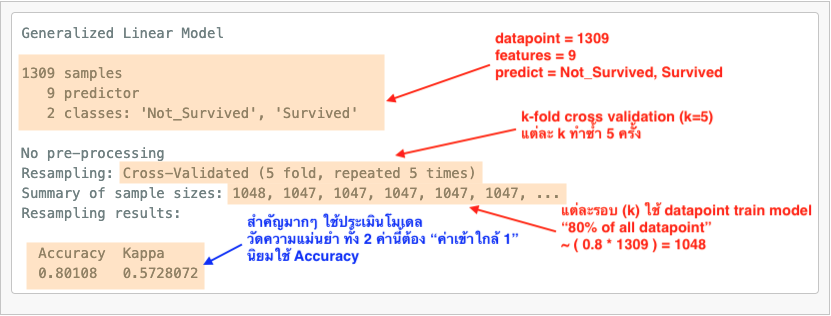 Generalized Linear Model
datapoint = 1309
features = 9
predict = Not_Survived, Survived
1309 samples
9 predictor
2 classes: 'Not_Survived', 'Survived'
k-fold cross validation (k=5)
แต่ละ k ทำซ้ำ 5 ครั้ง
No pre-processing
Resampling: Cross-Validated (5 fold, repeated 5 times)
Summary of sample sizes: 1048, 1047, 1047, 1047, 1047, 1047, ...
Resampling results:
แต่ละรอบ (k) ใช้ datapoint train model
“80% of all datapoint”
~ ( 0.8 * 1309 ) = 1048
สำคัญมากๆ ใช้ประเมินโมเดล
วัดความแม่นยำ ทั้ง 2 ค่านี้ต้อง “ค่าเข้าใกล้ 1”
นิยมใช้ Accuracy
Accuracy Kappa
0.80108 0.5728072